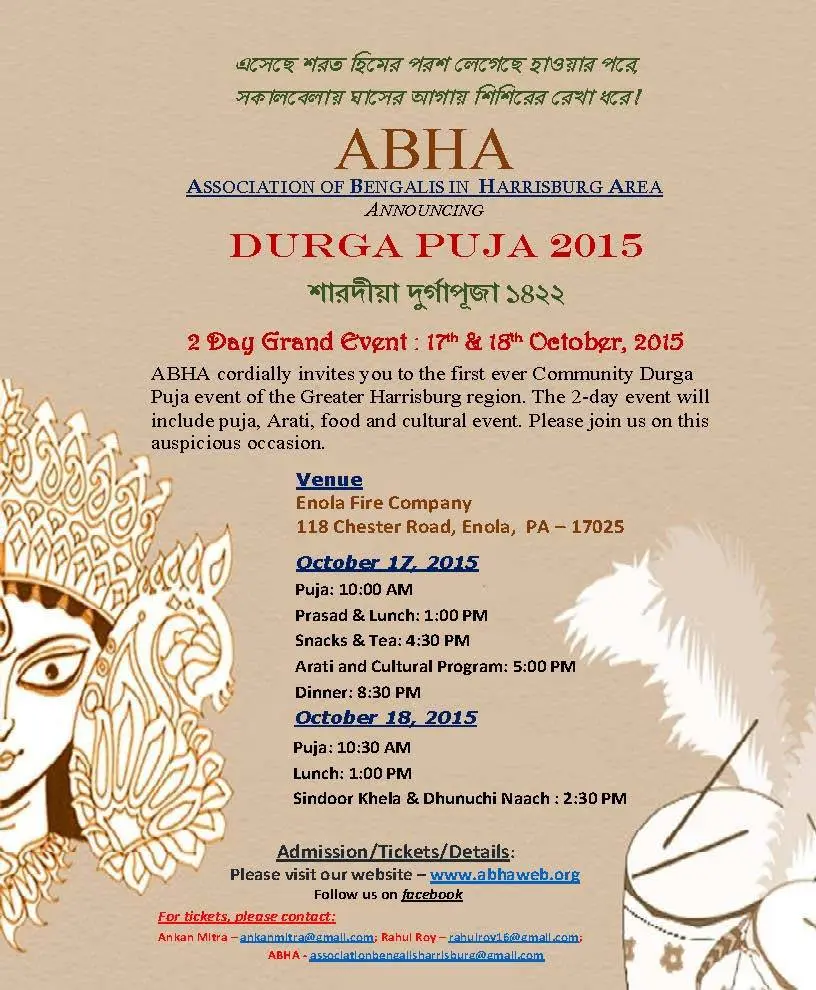 এসেছে শরত হিমের পরশ লেগেছে হাওয়ার পরে,
সকালবেলায় ঘাসের আগায় শিশিরের রেখা ধরে!
ABHA
ASSOCIATION OF BENGALIS IN HARRISBURG AREA
ANNOUNCING
DURGA PUJA 2015
শারদীয়া দুর্গাপূজা ১৪২২
2 Day Grand Event : 17th & 18th October, 2015
ABHA cordially invites you to the first ever Community Durga
Puja event of the Greater Harrisburg region. The 2-day event will
include puja, Arati, food and cultural event. Please join us on this
auspicious occasion.
Venue
Enola Fire Company
118 Chester Road, Enola, PA – 17025
October 17, 2015
Puja: 10:00 AM
Prasad & Lunch: 1:00 PM
Snacks & Tea: 4:30 PM
Arati and Cultural Program: 5:00 PM
Dinner: 8:30 PM
October 18, 2015
Puja: 10:30 AM
Lunch: 1:00 PM
Sindoor Khela & Dhunuchi Naach : 2:30 PM
Admission/Tickets/Details:
Please visit our website – www.abhaweb.org
Follow us on facebook
For tickets, please contact:
Ankan Mitra – ankanmitra@gmail.com; Rahul Roy – rahulroy16@gmail.com;
ABHA - associationbengalisharrisburg@gmail.com